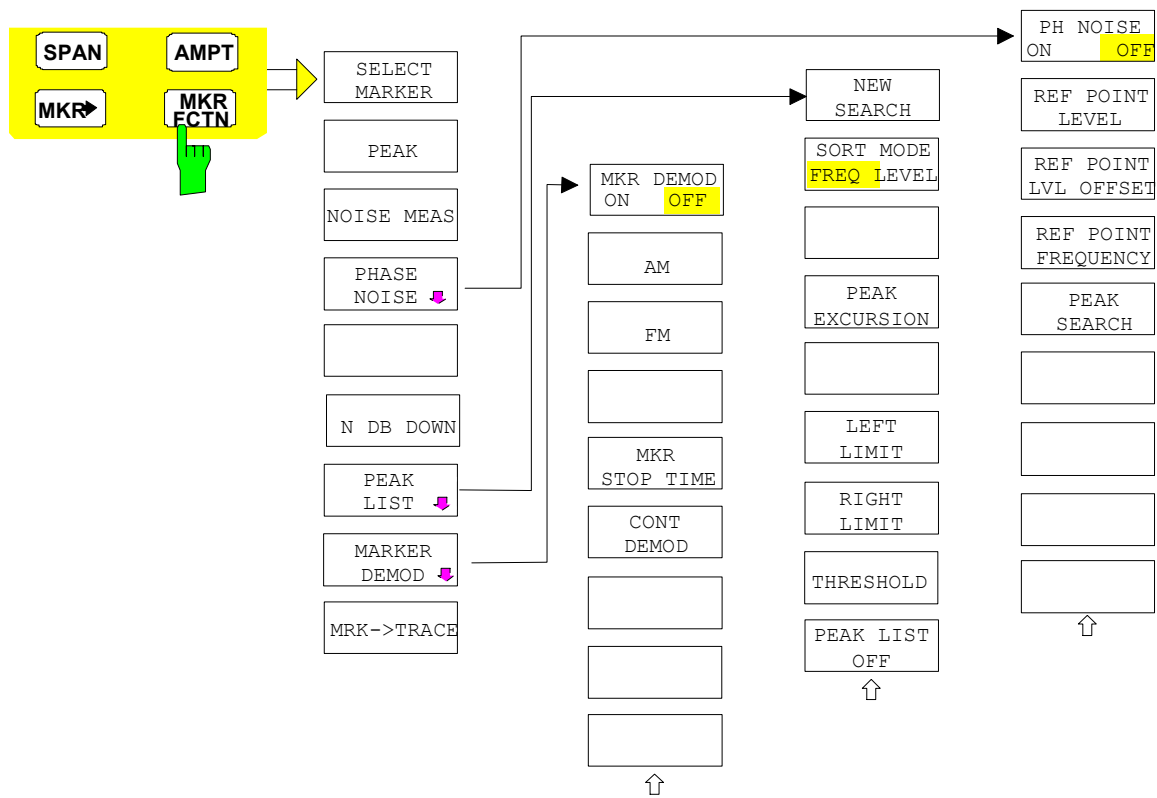 SPAN
AMPT
MKR
MKR
FCTN
SELECT
MARKER
PEAK
NOISE MEAS
PHASE
NOISE
N DB DOWN
PEAK
LIST
MARKER
DEMOD
MRK->TRACE
MKR DEMOD
ON OFF
AM
FM
MKR
STOP TIME
CONT
DEMOD
NEW
SEARCH
SORT MODE
FREQ LEVEL
PEAK
EXCURSION
LEFT
LIMIT
RIGHT
LIMIT
THRESHOLD
PEAK LIST
OFF
PH NOISE
ON OFF
REF POINT
LEVEL
REF POINT
LVL OFFSET
REF POINT
FREQUENCY
PEAK
SEARCH